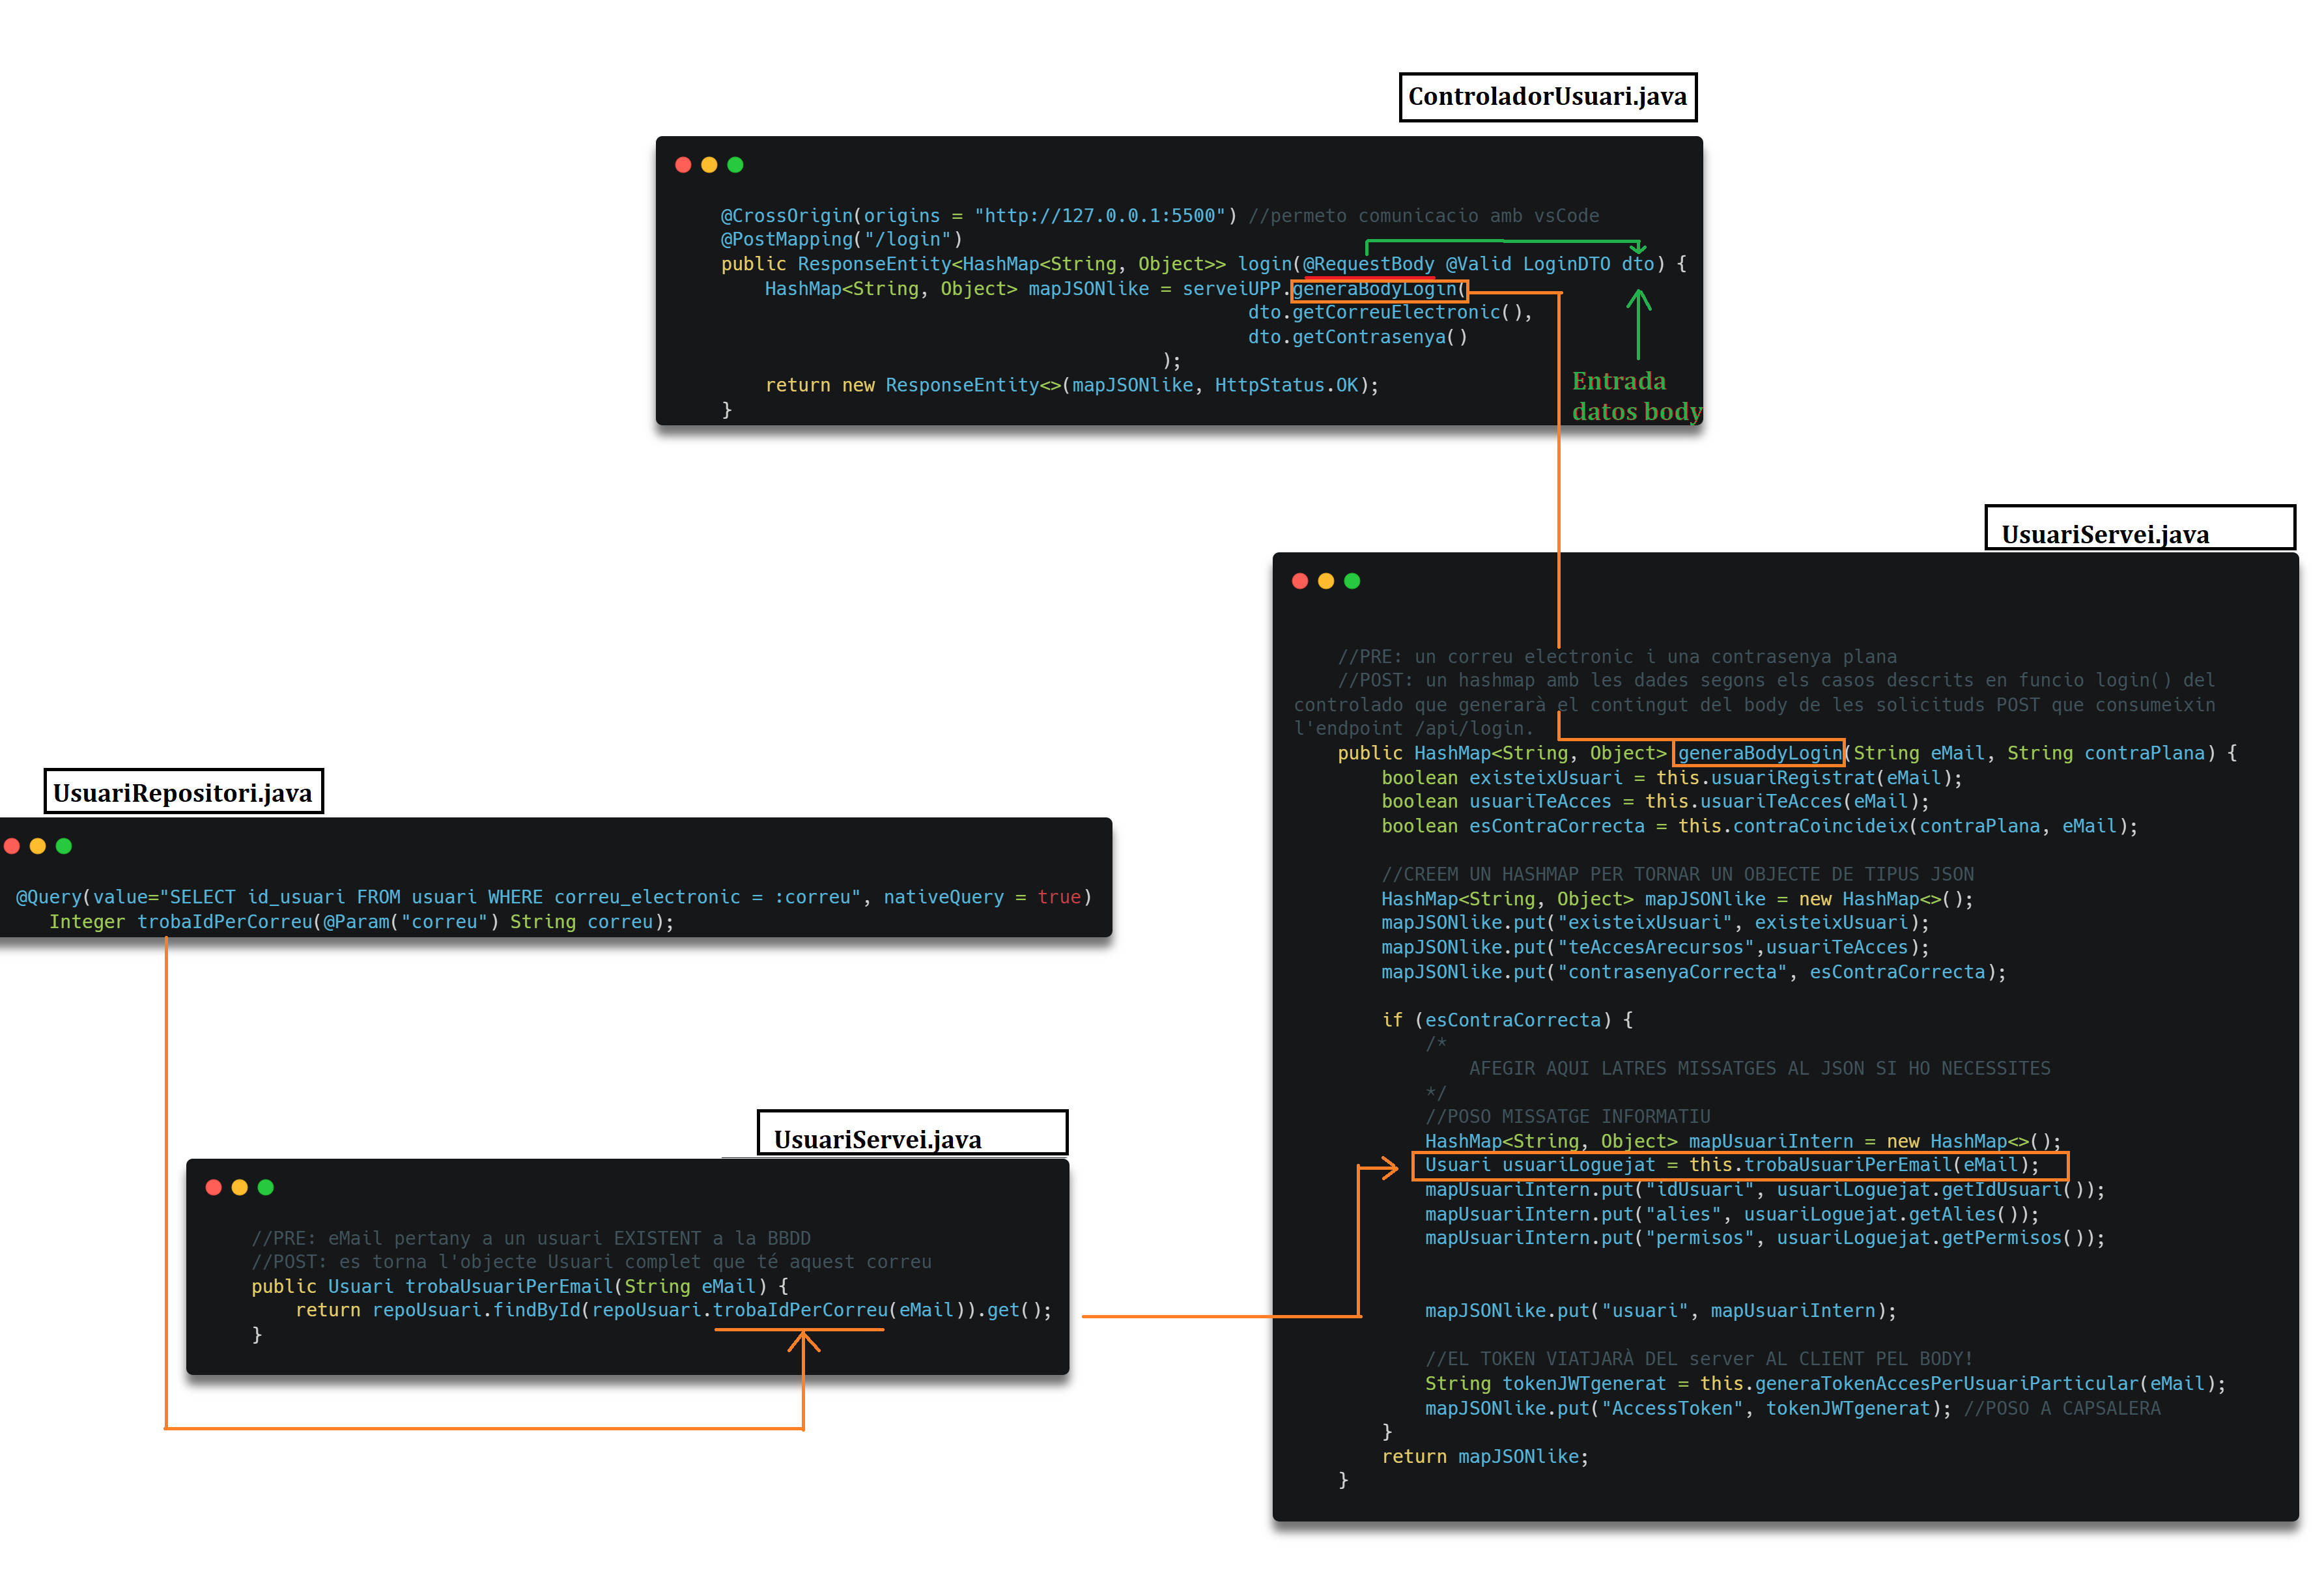 ControladorUsuari.java
@CrossOrigin(origins = "http://127.0.0.1:5500") //permeto comunicacio amb vsCode
@PostMapping("/login")
public ResponseEntity<HashMap<String, Object>> login(@RequestBody @Valid LoginDTO dto) {
HashMap<String, Object> mapJSONlike = serveiUPP.generaBodyLogin(
dto.getCorreuElectronic(),
dto.getContrasenya()
);
return new ResponseEntity<>(mapJSONlike, HttpStatus.OK);
}
Entrada
datos body
UsuariServei.java
//PRE: un correu electronic i una contrasenya plana
//POST: un hashmap amb les dades segons els casos descrits en funcio login() del
controlado que generarà el contingut del body de les solicituds POST que consumeixin
l'endpoint /api/login.
public HashMap<String, Object> generaBodyLogin(String eMail, String contraPlana) {
boolean existeixUsuari = this.usuariRegistrat(eMail);
boolean usuariTeAcces = this.usuariTeAcces(eMail);
boolean esContraCorrecta = this.contraCoincideix(contraPlana, eMail);
//CREEM UN HASHMAP PER TORNAR UN OBJECTE DE TIPUS JSON
HashMap<String, Object> mapJSONlike = new HashMap<>();
mapJSONlike.put("existeixUsuari", existeixUsuari);
mapJSONlike.put("teAccesArecursos",usuariTeAcces);
mapJSONlike.put("contrasenyaCorrecta", esContraCorrecta);
if (esContraCorrecta) {
/*
AFEGIR AQUI LATRES MISSATGES AL JSON SI HO NECESSITES
*/
//POSO MISSATGE INFORMATIU
HashMap<String, Object> mapUsuariIntern = new HashMap<>();
Usuari usuariLoguejat = this.trobaUsuariPerEmail(eMail);
mapUsuariIntern.put("idUsuari", usuariLoguejat.getIdUsuari());
mapUsuariIntern.put("alies", usuariLoguejat.getAlies());
mapUsuariIntern.put("permisos", usuariLoguejat.getPermisos());
mapJSONlike.put("usuari", mapUsuariIntern);
//EL TOKEN VIATJARÀ DEL server AL CLIENT PEL BODY!
String tokenJWTgenerat = this.generaTokenAccesPerUsuariParticular(eMail);
mapJSONlike.put("AccessToken", tokenJWTgenerat); //POSO A CAPSALERA
}
return mapJSONlike;
}
UsuariRepositori.java
@Query(value="SELECT id_usuari FROM usuari WHERE correu_electronic = :correu", nativeQuery = true)
Integer trobaIdPerCorreu(@Param("correu") String correu);
UsuariServei.java
//PRE: eMail pertany a un usuari EXISTENT a la BBDD
//POST: es torna l'objecte Usuari complet que té aquest correu
public Usuari trobaUsuariPerEmail(String eMail) {
return repoUsuari.findById(repoUsuari.trobaIdPerCorreu(eMail)).get();
}